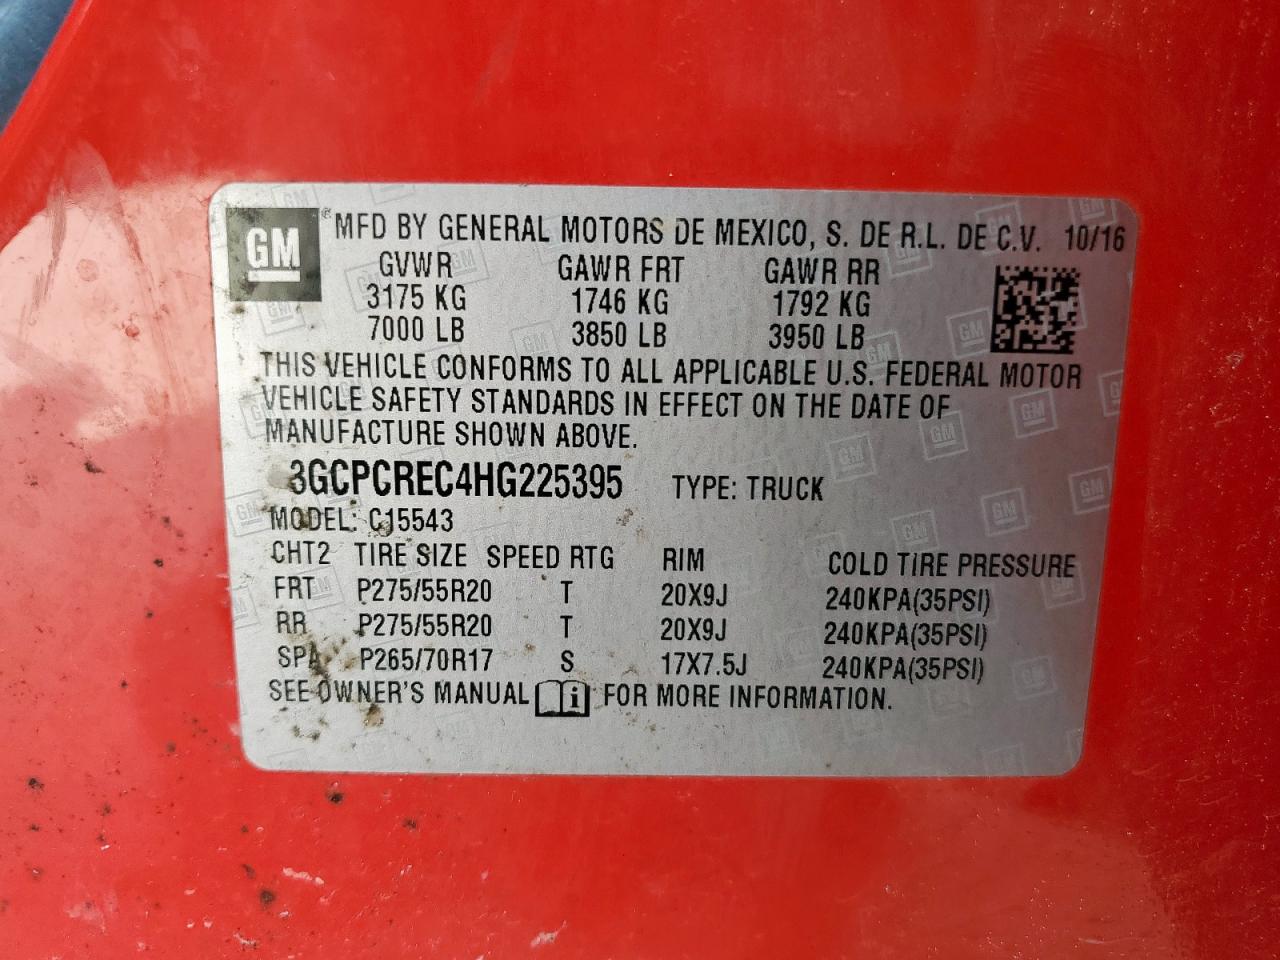 GM ® MFD BY GENERAL MOTORS DE MEXICO, S. DE R.L. DE C.V. 10/16
GVWR GAWR FRT GAWR RR
3175 KG 1746 KG 1792 KG
7000 LB 3850 LB 3950 LB
THIS VEHICLE CONFORMS TO ALL APPLICABLE U.S. FEDERAL MOTOR
VEHICLE SAFETY STANDARDS IN EFFECT ON THE DATE OF
MANUFACTURE SHOWN ABOVE.
3GCPCREC4HG225395 TYPE: TRUCK
MODEL: C15543
CHT2 TIRE SIZE SPEED RTG RIM COLD TIRE PRESSURE
FRT P275/55R20 T 20X9J 240KPA(35PSI)
RR P275/55R20 T 20X9J 240KPA(35PSI)
SPA P265/70R17 S 17X7.5J 240KPA(35PSI)
SEE OWNER'S MANUAL i FOR MORE INFORMATION.